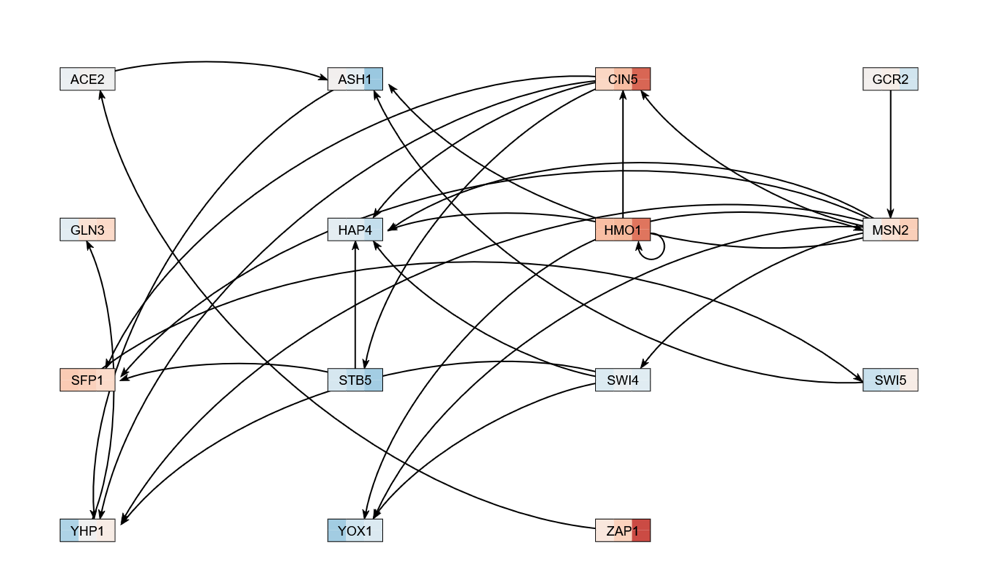 ACE2
ASH1
CIN5
GCR2
GLN3
HAP4
HMO1
MSN2
SFP1
STB5
SWI4
SWI5
YHP1
YOX1
ZAP1